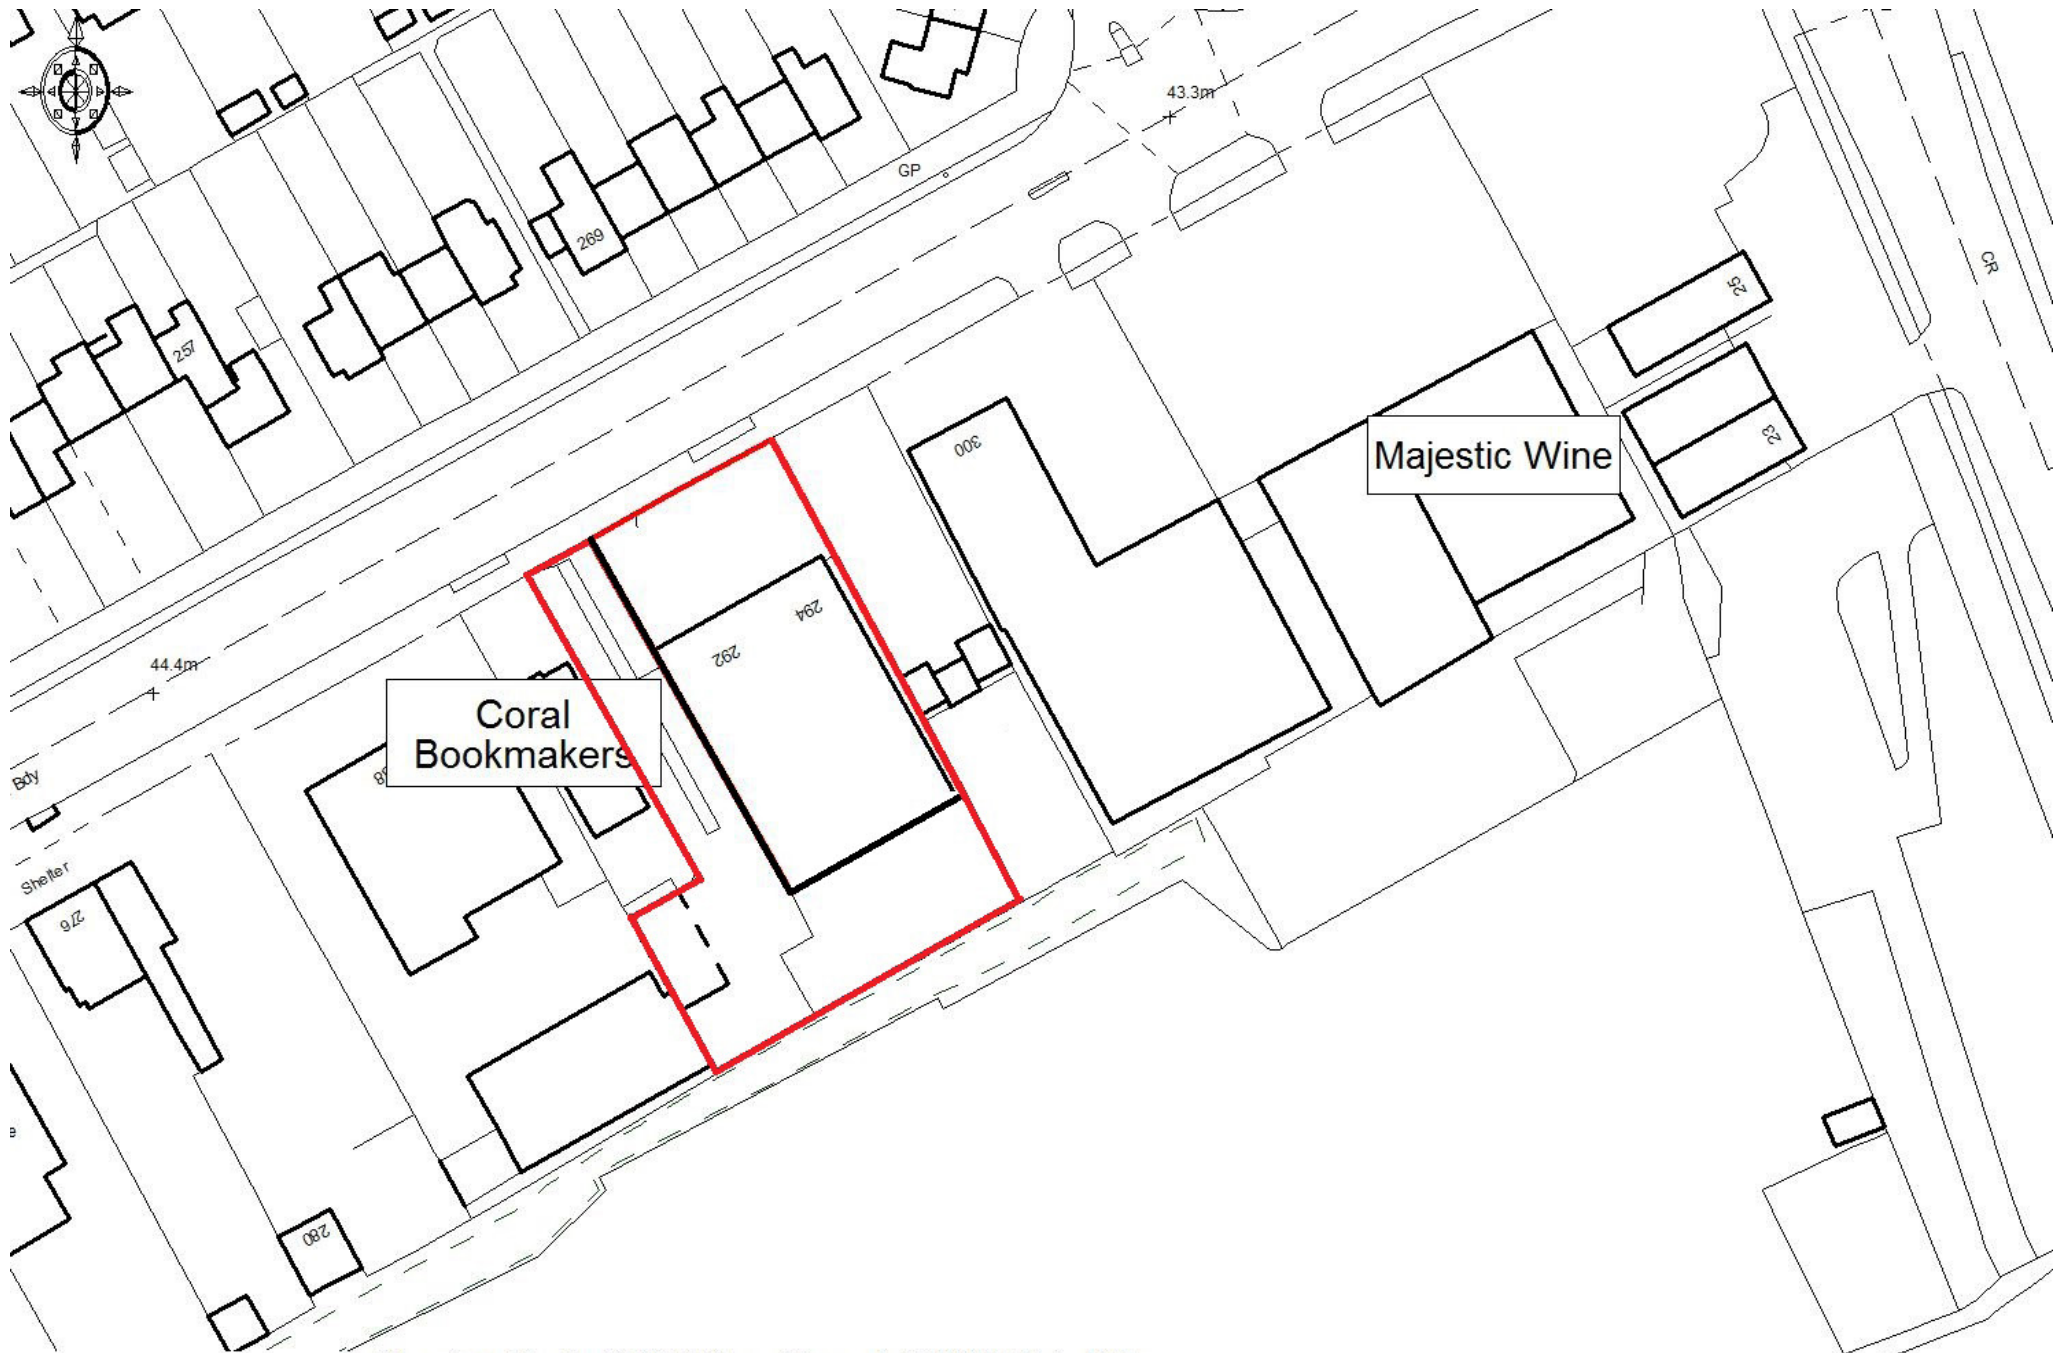 43.3m
GP
269
257
CR
25
300
Majestic Wine
23
294
292
44.4m
Coral
Bookmakers
Bdy
Shelter
276
280